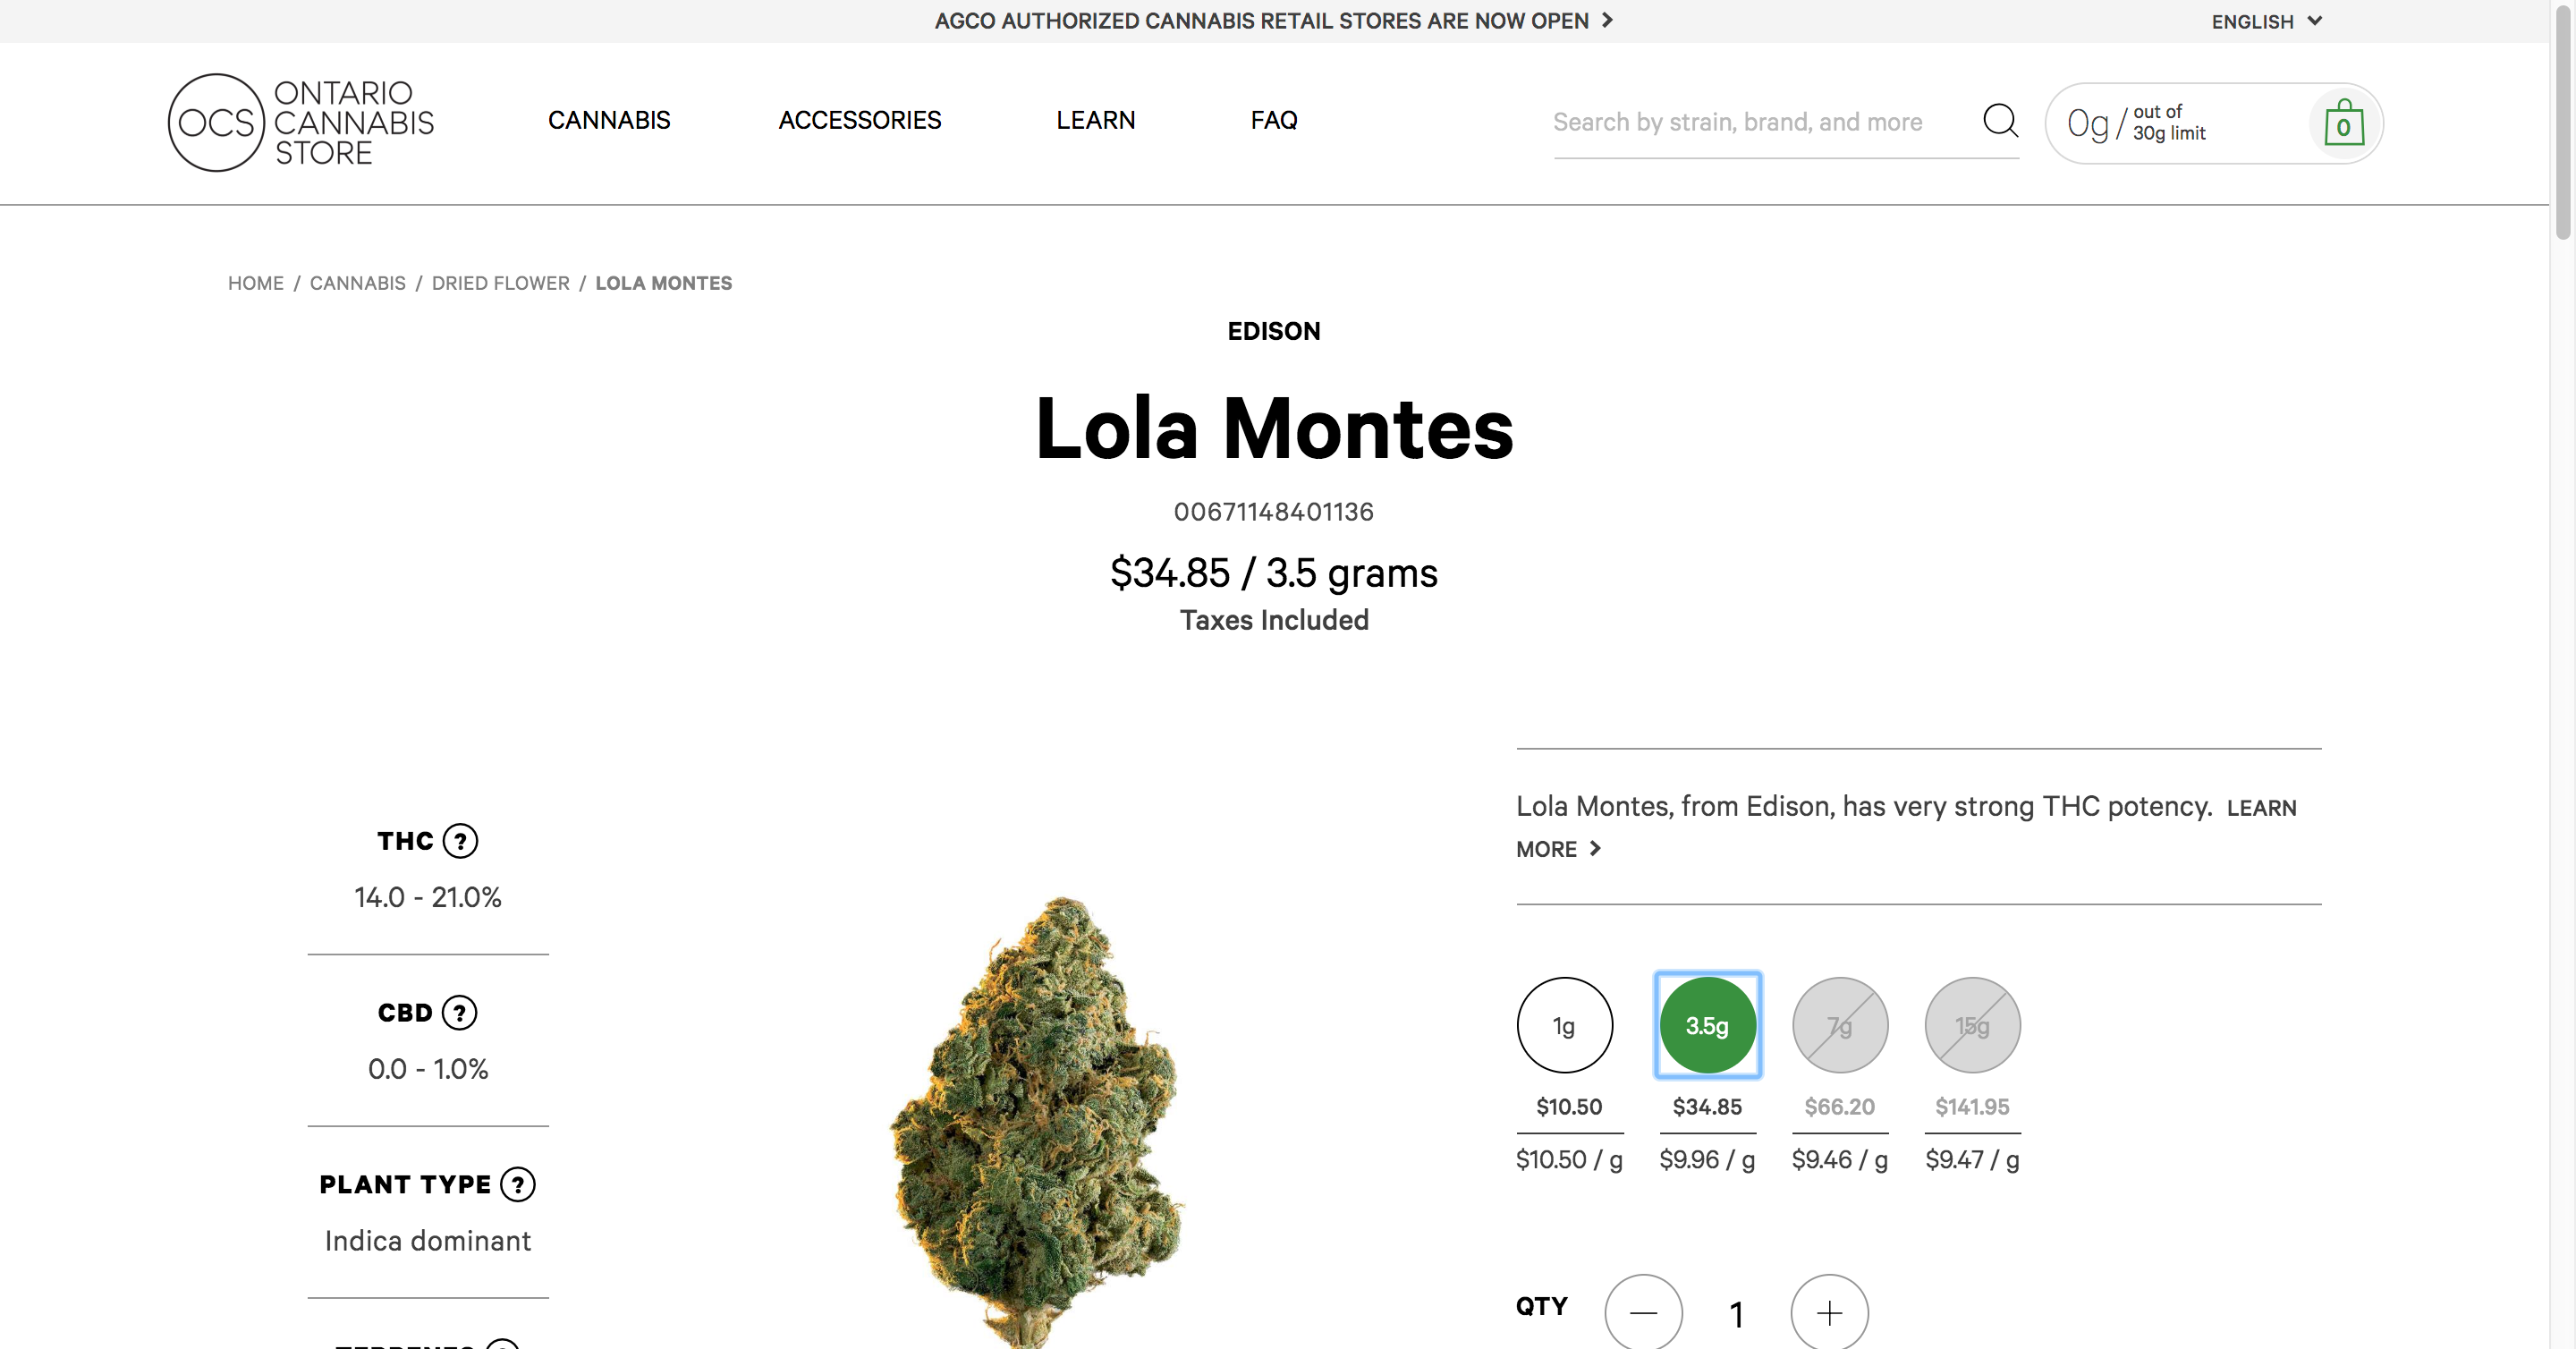 AGCO AUTHORIZED CANNABIS RETAIL STORES ARE NOW OPEN
ENGLISH
OCS
ONTARIO
CANNABIS
STORE
CANNABIS
ACCESSORIES
LEARN
FAQ
Search by strain, brand, and more
0g / out of
30g limit
0
HOME / CANNABIS / DRIED FLOWER / LOLA MONTES
EDISON
Lola Montes
00671148401136
$34.85 / 3.5 grams
Taxes Included
THC ?
14.0 - 21.0%
CBD ?
0.0 - 1.0%
PLANT TYPE ?
Indica dominant
Lola Montes, from Edison, has very strong THC potency. LEARN
MORE
1g 3.5g 7g 15g
$10.50 $34.85 $66.20 $141.95
$10.50 / g $9.96 / g $9.46 / g $9.47 / g
QTY 1